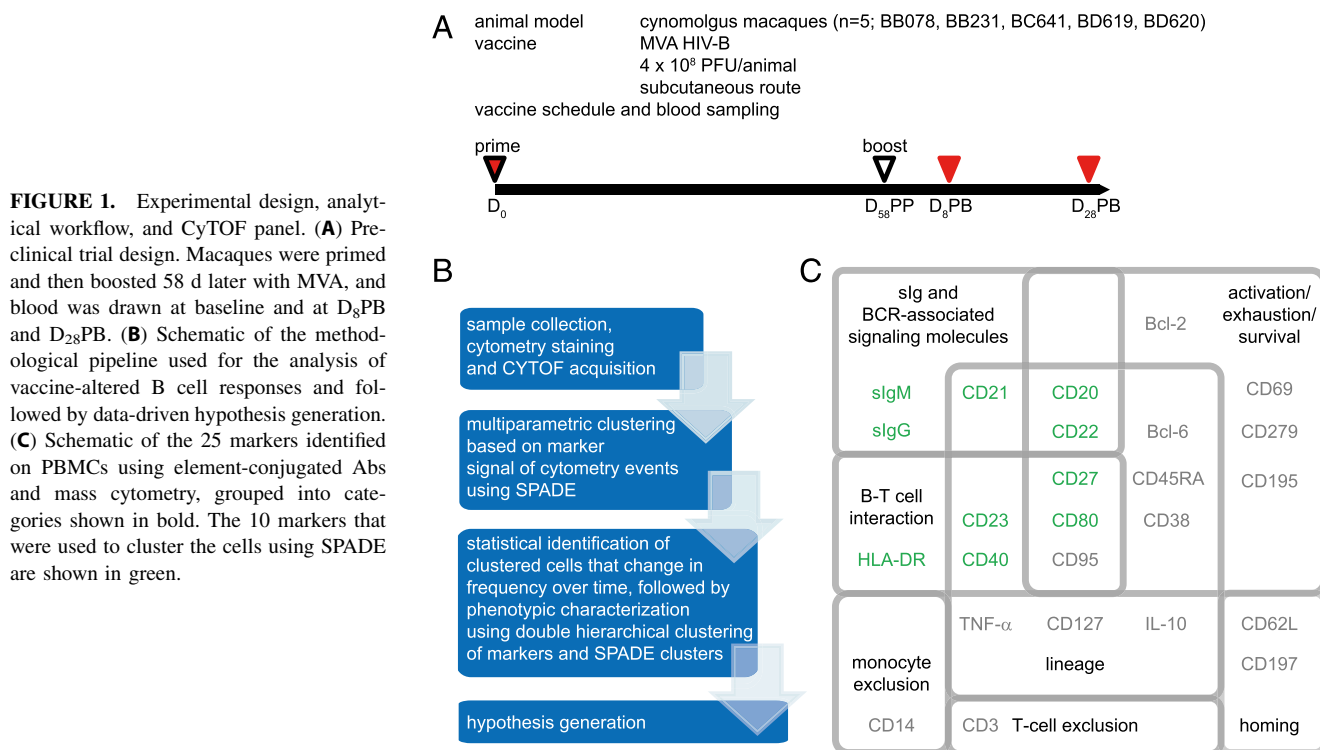 FIGURE 1. Experimental design, analyt-
ical workflow, and CyTOF panel. (A) Pre-
clinical trial design. Macaques were primed
and then boosted 58 d later with MVA, and
blood was drawn at baseline and at D₈PB
and D₂₈PB. (B) Schematic of the method-
ological pipeline used for the analysis of
vaccine-altered B cell responses and fol-
lowed by data-driven hypothesis generation.
(C) Schematic of the 25 markers identified
on PBMCs using element-conjugated Abs
and mass cytometry, grouped into cate-
gories shown in bold. The 10 markers that
were used to cluster the cells using SPADE
are shown in green.
A
animal model cynomolgus macaques (n=5; BB078, BB231, BC641, BD619, BD620)
vaccine MVA HIV-B
4 x 10⁸ PFU/animal
subcutaneous route
vaccine schedule and blood sampling
prime boost
D₀ D₅₈PP D₈PB D₂₈PB
B
sample collection,
cytometry staining
and CYTOF acquisition
multiparametric clustering
based on marker
signal of cytometry events
using SPADE
statistical identification of
clustered cells that change in
frequency over time, followed by
phenotypic characterization
using double hierarchical clustering
of markers and SPADE clusters
hypothesis generation
C
sIg and
BCR-associated
signaling molecules
Bcl-2
activation/
exhaustion/
survival
sIgM CD21 CD20 CD69
sIgG CD22 Bcl-6 CD279
B-T cell
interaction
CD27 CD45RA CD195
CD23 CD80 CD38
HLA-DR CD40 CD95
TNF-α CD127 IL-10 CD62L
monocyte
exclusion
lineage CD197
CD14 CD3 T-cell exclusion homing